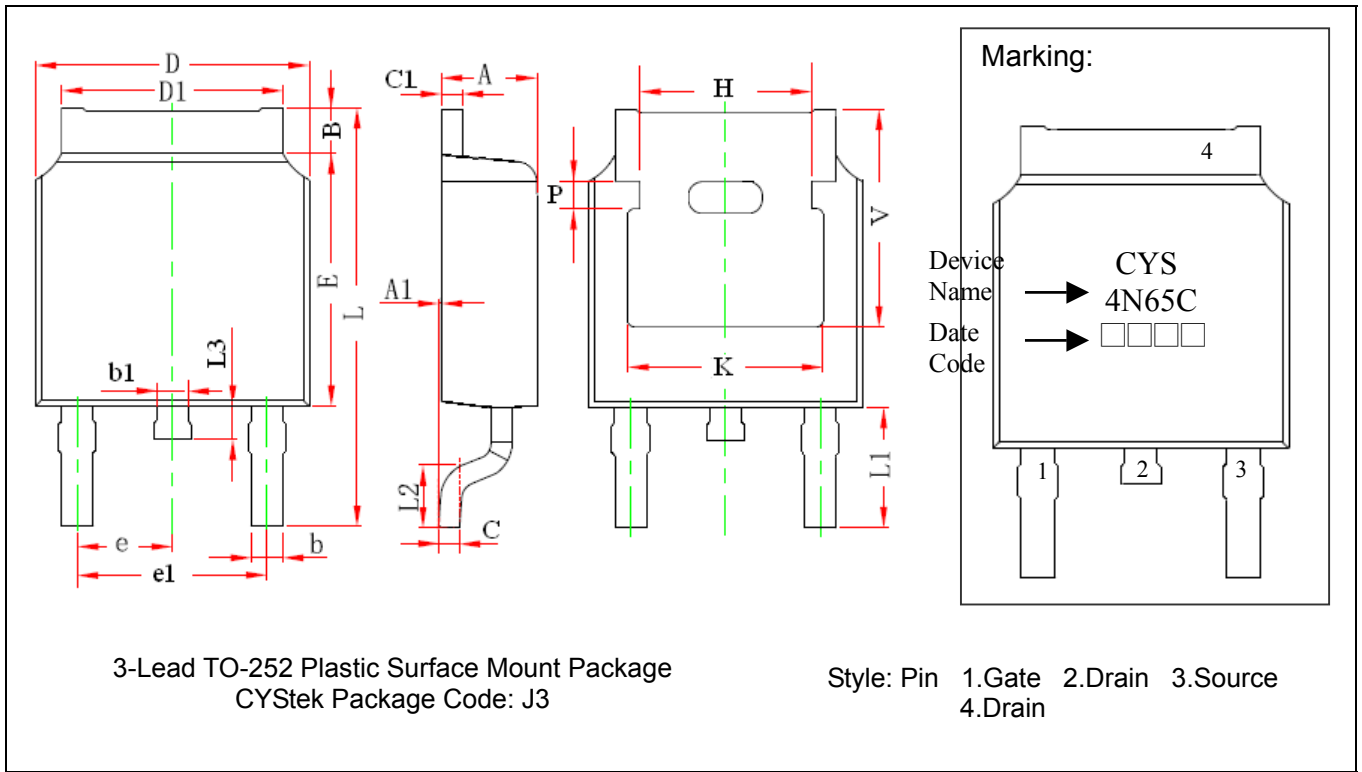 D
D1
B
E
L
L3
b1
e
b
e1
C1
A
A1
L2
C
H
P
V
K
L1
Marking:
4
Device
Name
CYS
4N65C
Date
Code
□□□□
1
2
3
3-Lead TO-252 Plastic Surface Mount Package
CYStek Package Code: J3
Style: Pin 1.Gate 2.Drain 3.Source
4.Drain